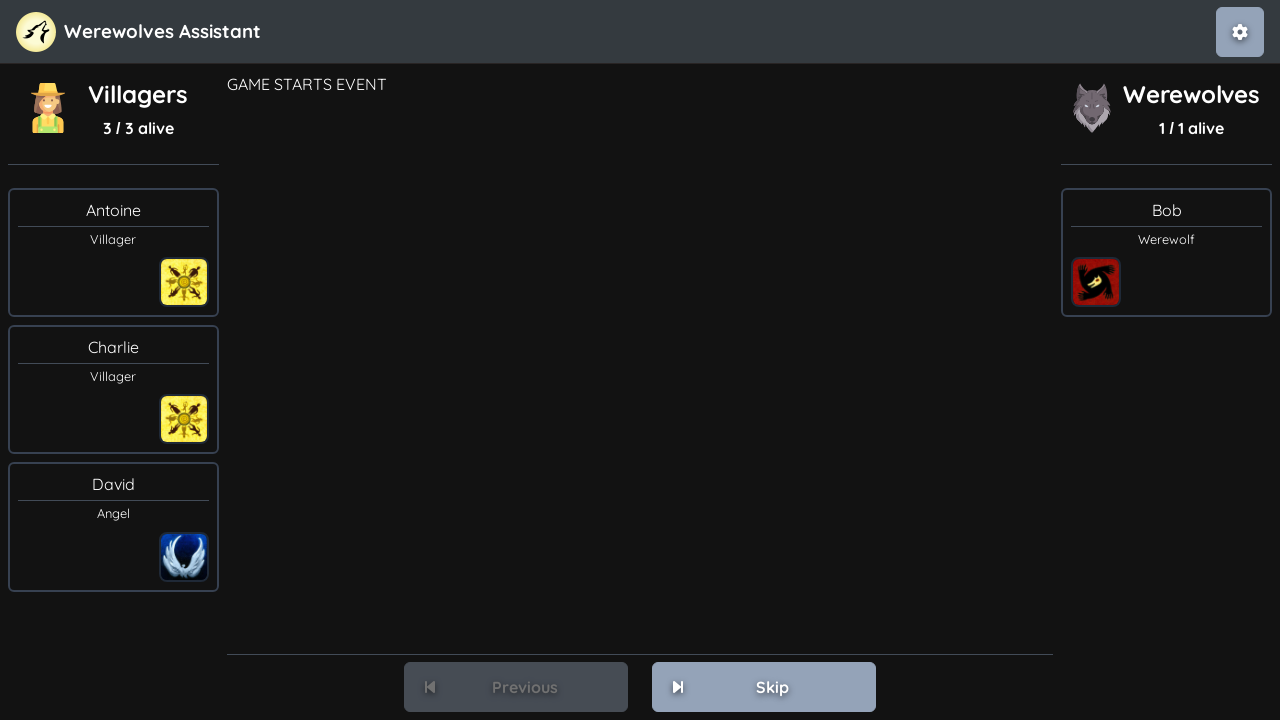 Werewolves Assistant
Villagers
3 / 3 alive
GAME STARTS EVENT
Werewolves
1 / 1 alive
Antoine
Villager
Charlie
Villager
David
Angel
Bob
Werewolf
Previous
Skip